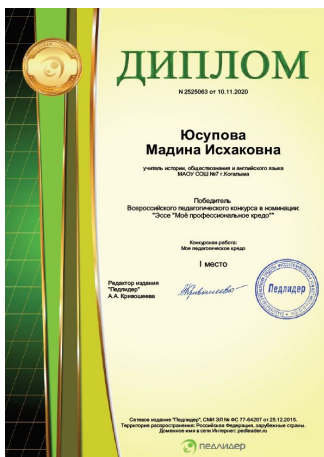 ДИПЛОМ
N 2525063 от 10.11.2020
Юсупова
Мадина Исхаковна
учитель истории, обществознания и английского языка
МАОУ СОШ №7 г.Когалыма
Победитель
Всероссийского педагогического конкурса в номинации:
"Эссе "Моё профессиональное кредо""
Конкурсная работа:
Мое педагогическое кредо
I место
Редактор издания
"Педлидер"
А.А. Кривошеева
Педлидер
Сетевое издание "Педлидер", СМИ ЭЛ № ФС 77-64207 от 25.12.2015.
Территория распространения: Российская Федерация, зарубежные страны.
Доменное имя в сети Интернет: pedleader.ru
ПЕДЛИДЕР